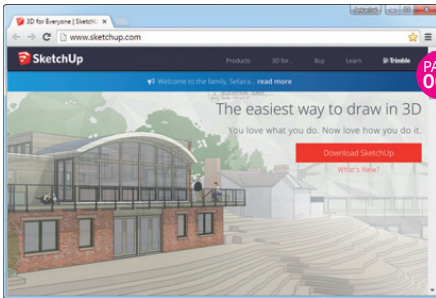 3D for Everyone | SketchU
www.sketchup.com
SketchUp
Products 3D for... Buy Learn Trimble
Welcome to the family, Sefaira... read more
The easiest way to draw in 3D
You love what you do. Now love how you do it.
Download SketchUp
What's New?